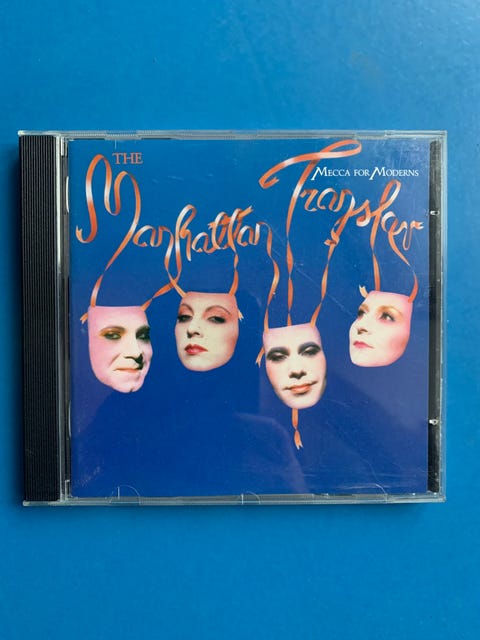 THE
Manhattan Transfer
MECCA FOR MODERNS